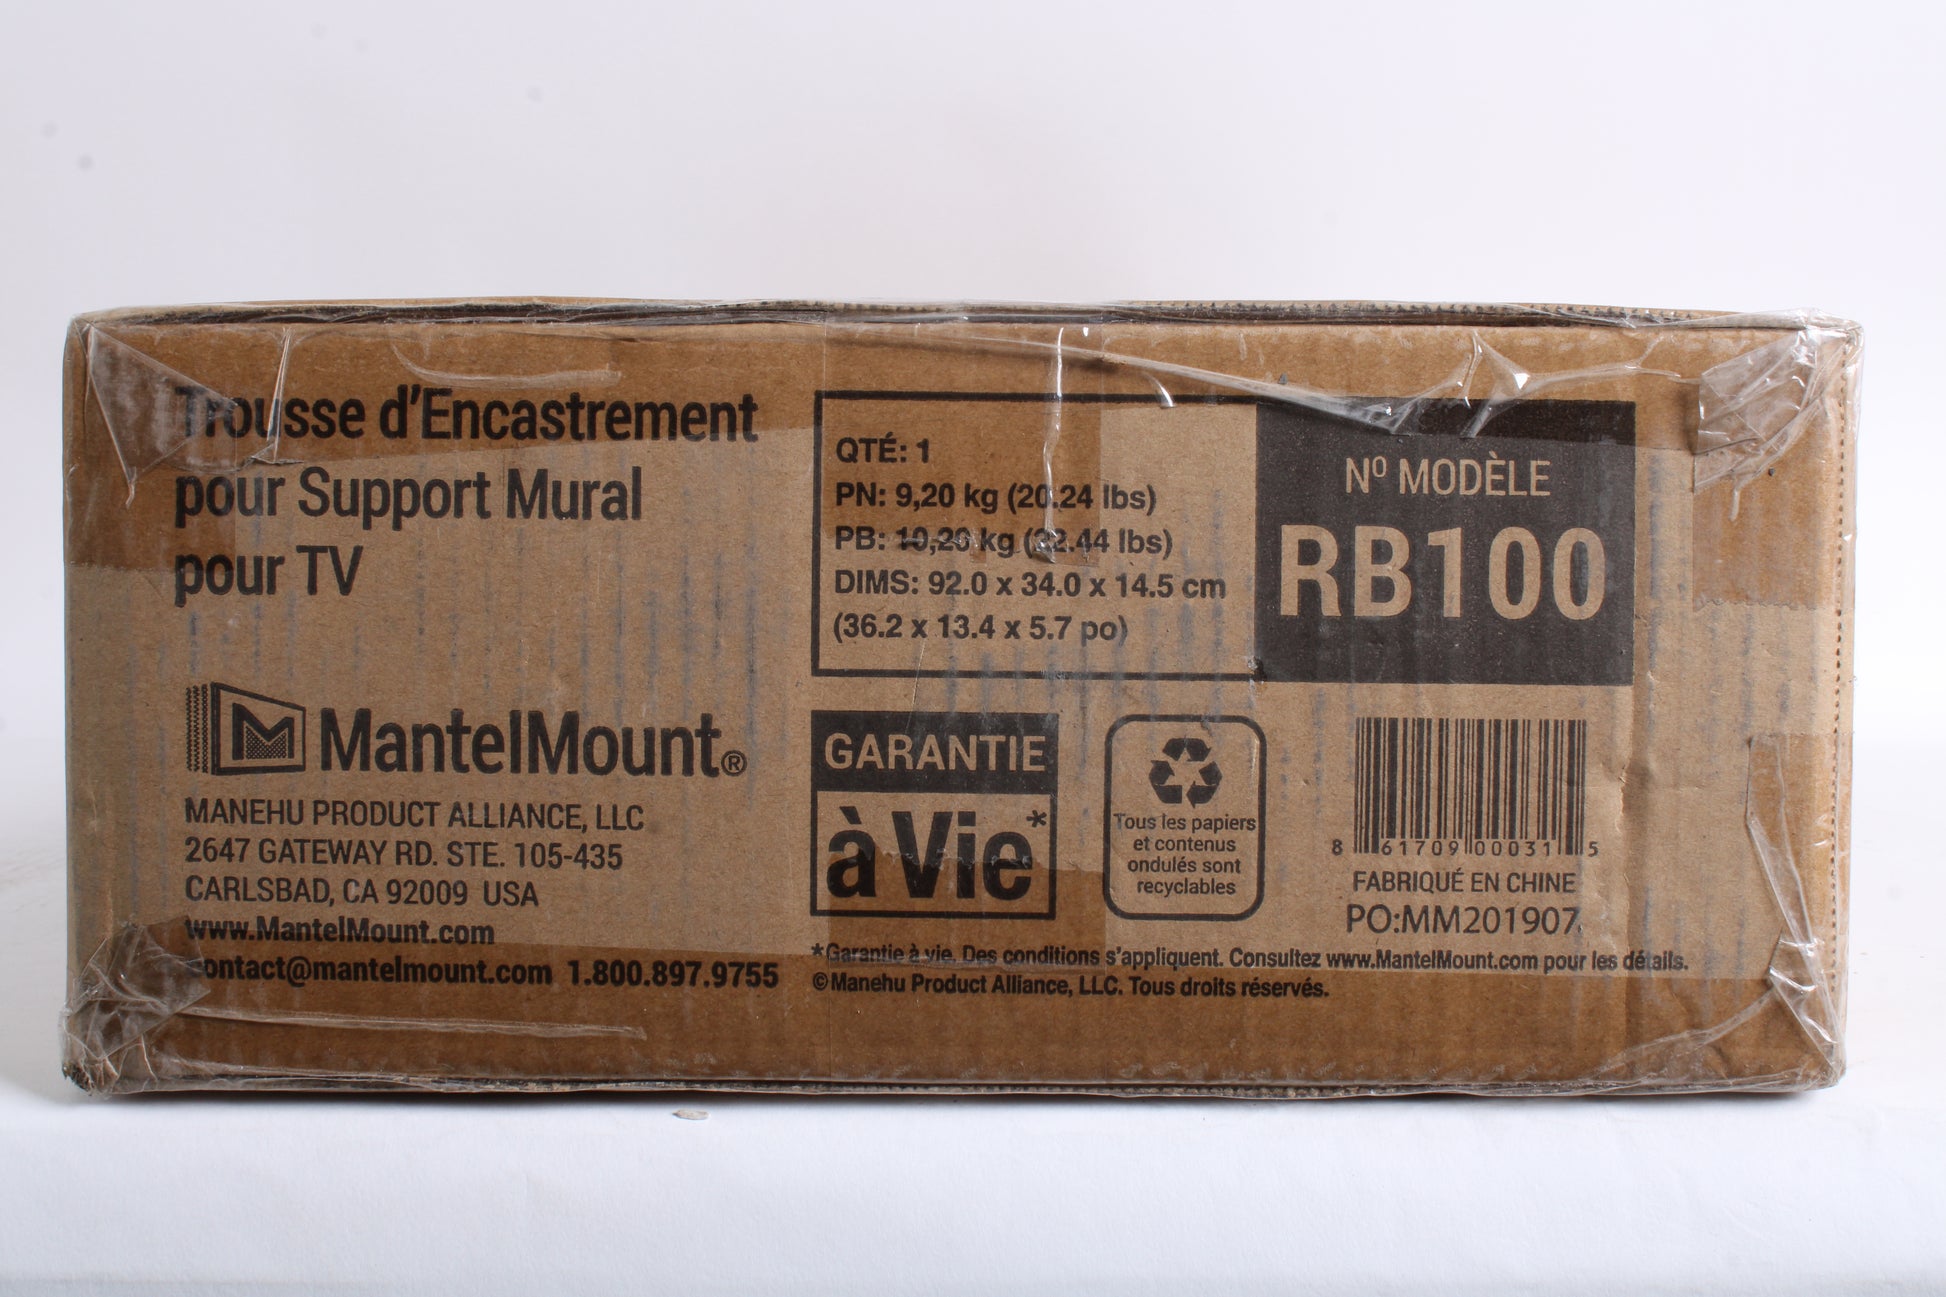 Trousse d'Encastrement
pour Support Mural
pour TV
MantelMount®
MANEHU PRODUCT ALLIANCE, LLC
2647 GATEWAY RD. STE. 105-435
CARLSBAD, CA 92009 USA
www.MantelMount.com
contact@mantelmount.com 1.800.897.9755
QTÉ: 1
PN: 9,20 kg (20.24 lbs)
PB: 10,20 kg (22.44 lbs)
DIMS: 92.0 x 34.0 x 14.5 cm
(36.2 x 13.4 x 5.7 po)
Nº MODÈLE
RB100
GARANTIE
à Vie*
Tous les papiers
et contenus
ondulés sont
recyclables
8 61709 00031 5
FABRIQUÉ EN CHINE
PO:MM201907
*Garantie à vie. Des conditions s'appliquent. Consultez www.MantelMount.com pour les détails.
©Manehu Product Alliance, LLC. Tous droits réservés.